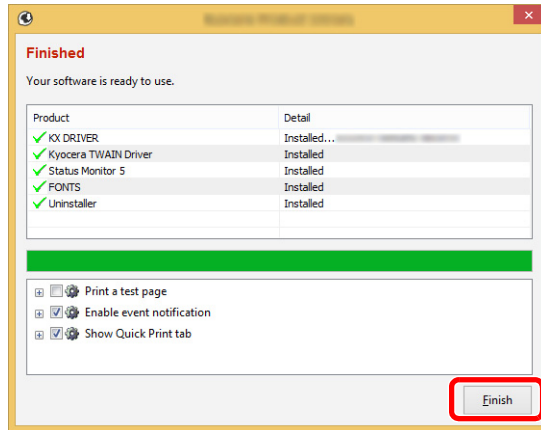 Finished
Your software is ready to use.
Product Detail
KX DRIVER Installed...
Kyocera TWAIN Driver Installed
Status Monitor 5 Installed
FONTS Installed
Uninstaller Installed
Print a test page
Enable event notification
Show Quick Print tab
Finish